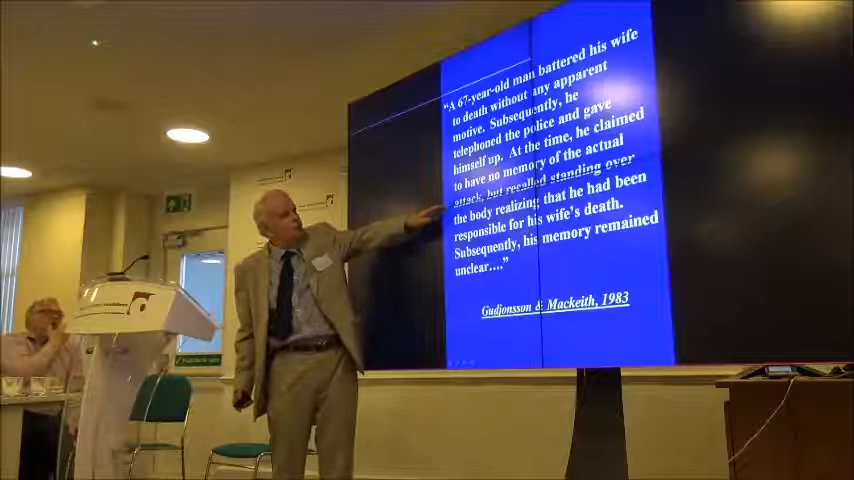 “A 67-year-old man battered his wife
to death without any apparent
motive. Subsequently, he
telephoned the police and gave
himself up. At the time, he claimed
to have no memory of the actual
attack, but recalled standing over
the body realizing that he had been
responsible for his wife’s death.
Subsequently, his memory remained
unclear....”
Gudjonsson & MacKeith, 1983